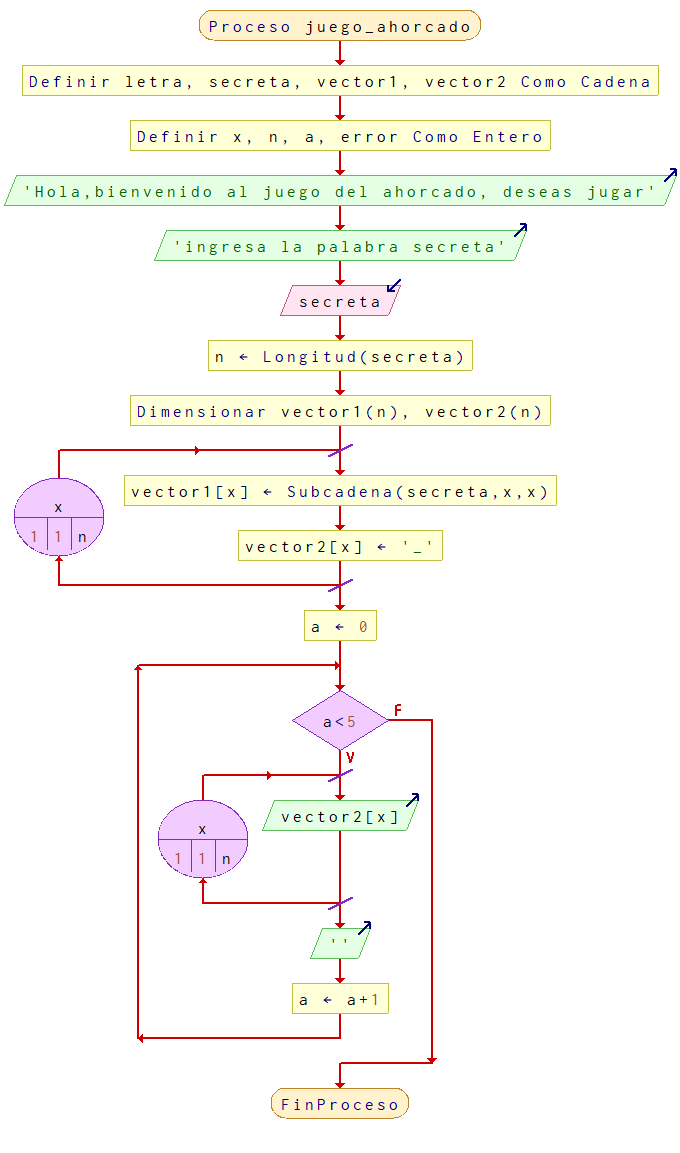 Proceso juego_ahorcado
Definir letra, secreta, vector1, vector2 Como Cadena
Definir x, n, a, error Como Entero
'Hola,bienvenido al juego del ahorcado, deseas jugar'
'ingresa la palabra secreta'
secreta
n ← Longitud(secreta)
Dimensionar vector1(n), vector2(n)
x
1 1 n
vector1[x] ← Subcadena(secreta,x,x)
vector2[x] ← '_'
a ← 0
a<5
F
V
x
1 1 n
vector2[x]
' '
a ← a+1
FinProceso